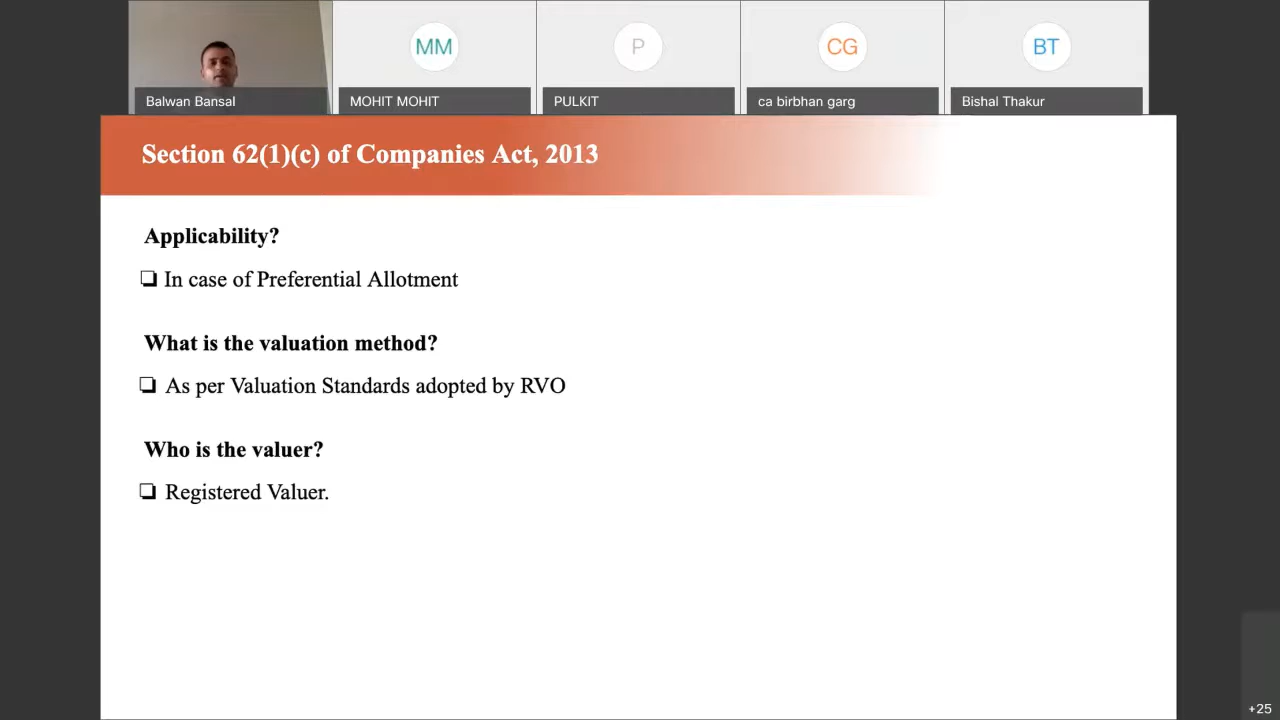 MM
P
CG
BT
Balwan Bansal
MOHIT MOHIT
PULKIT
ca birbhan garg
Bishal Thakur
Section 62(1)(c) of Companies Act, 2013
Applicability?
❑ In case of Preferential Allotment
What is the valuation method?
❑ As per Valuation Standards adopted by RVO
Who is the valuer?
❑ Registered Valuer.
+25